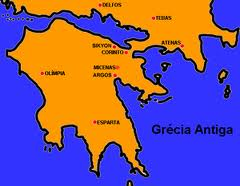 DELFOS
TEBAS
SIKYON
ATENAS
CORINTO
OLÍMPIA
MICENAS
ARGOS
ESPARTA
Grécia Antiga